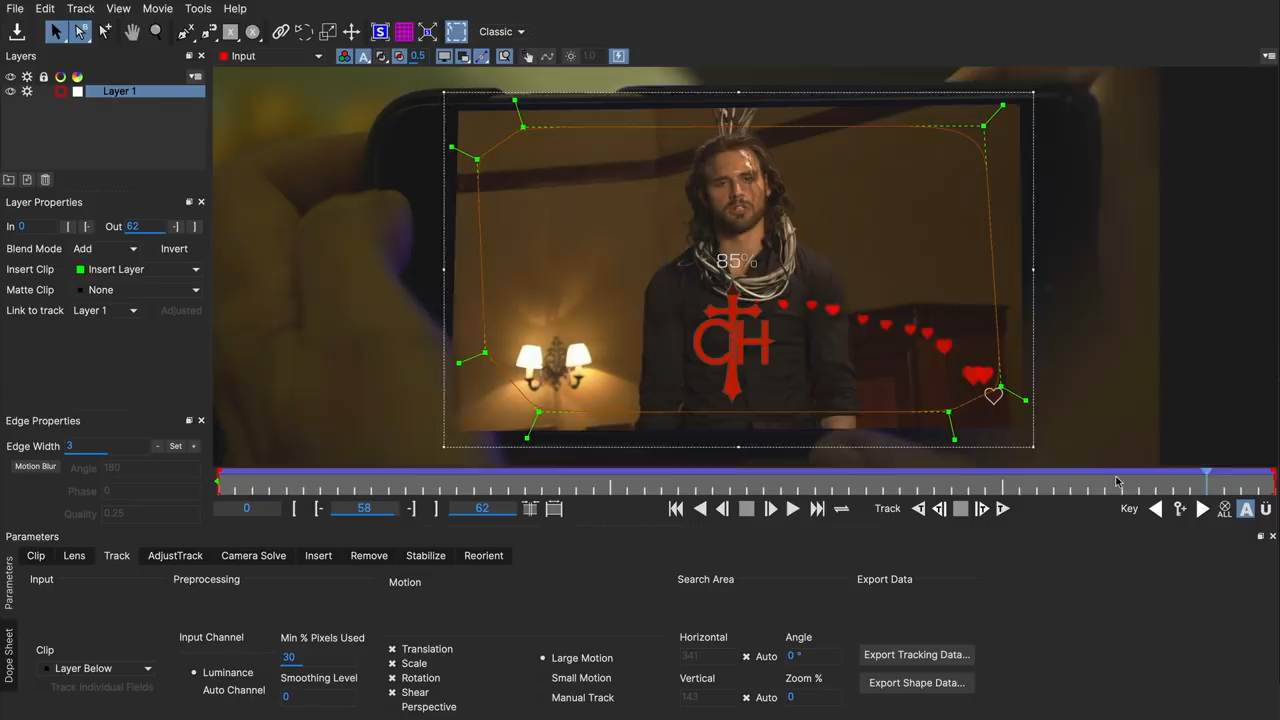 File Edit Track View Movie Tools Help
S S Classic
Layers
Input A 0.5 1.0
Layer 1
Layer Properties
In 0 Out 62
Blend Mode Add Invert
Insert Clip Insert Layer
Matte Clip None
Link to track Layer 1 Adjusted
85%
CH
Edge Properties
Edge Width 3 - Set +
Motion Blur Angle 180
Phase 0
Quality 0.25
0 58 62 Track Key ALL A Ü
Parameters
Clip Lens Track AdjustTrack Camera Solve Insert Remove Stabilize Reorient
Parameters
Dope Sheet
Input Preprocessing Motion Search Area Export Data
Input Channel Min % Pixels Used Horizontal Angle
30 Translation 341 Auto 0 °
Clip Luminance Scale Large Motion Export Tracking Data...
Layer Below Smoothing Level Rotation Small Motion Vertical Zoom %
Track Individual Fields Auto Channel 0 Shear Manual Track 143 Auto 0 Export Shape Data...
Perspective